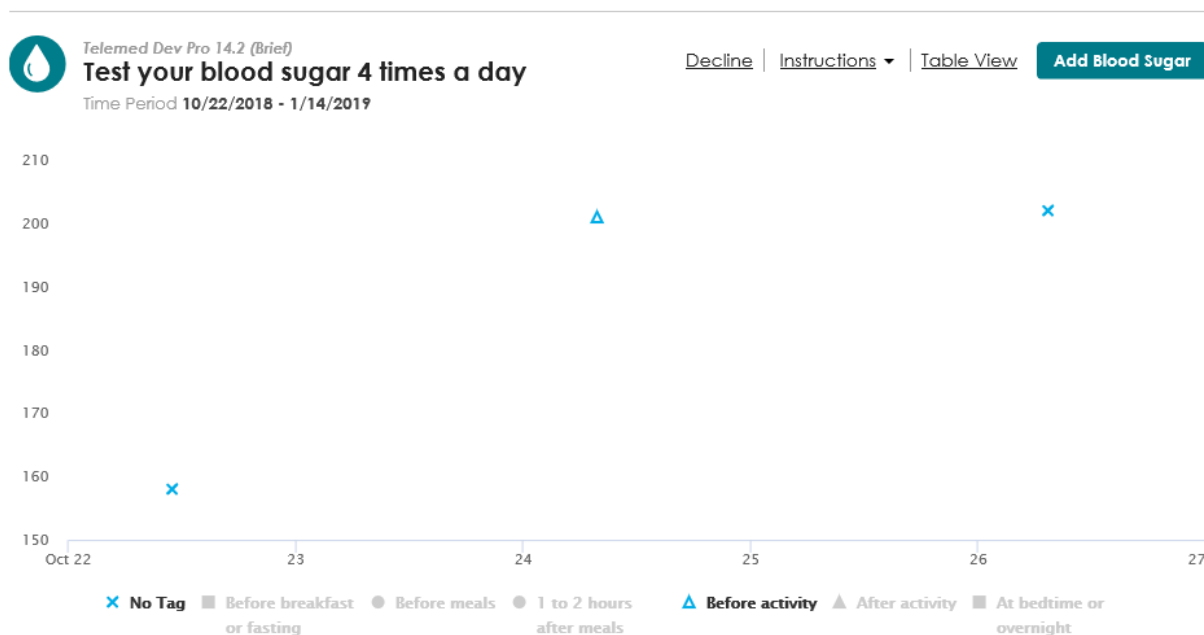 Telemed Dev Pro 14.2 (Brief)
Test your blood sugar 4 times a day
Time Period 10/22/2018 - 1/14/2019
Decline
Instructions
Table View
Add Blood Sugar
210
200
190
180
170
160
150
Oct 22
23
24
25
26
27
No Tag
Before breakfast
or fasting
Before meals
1 to 2 hours
after meals
Before activity
After activity
At bedtime or
overnight